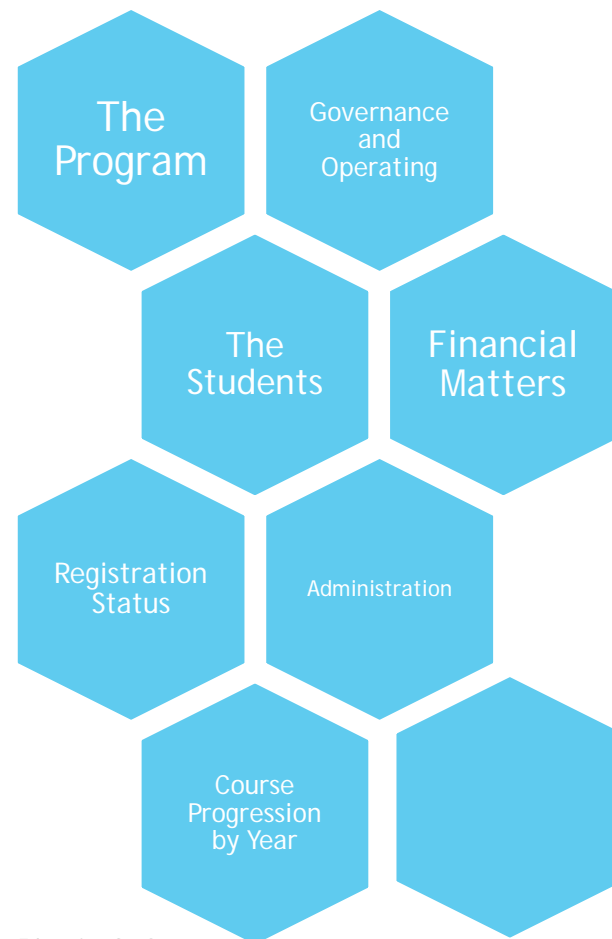 The
Program
Governance
and
Operating
The
Students
Financial
Matters
Registration
Status
Administration
Course
Progression
by Year